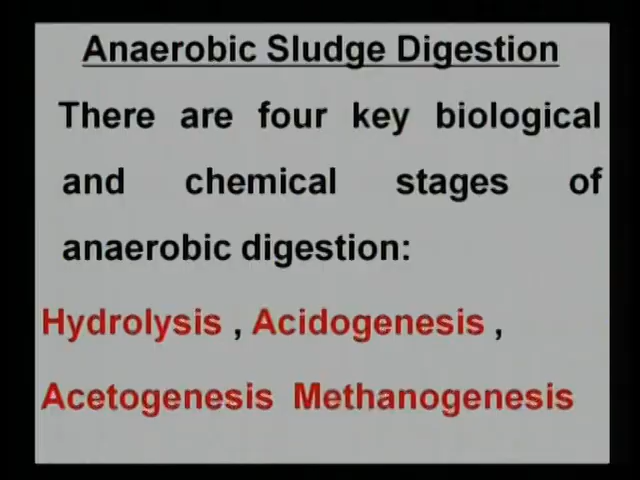 Anaerobic Sludge Digestion
There are four key biological
and chemical stages of
anaerobic digestion:
Hydrolysis , Acidogenesis ,
Acetogenesis Methanogenesis